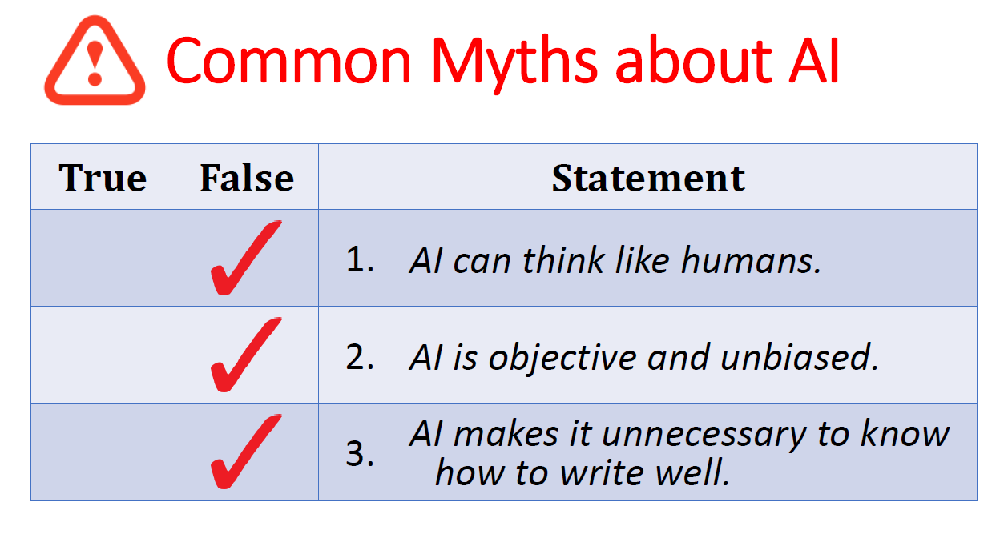 Common Myths about AI
True False Statement
1. AI can think like humans.
2. AI is objective and unbiased.
3. AI makes it unnecessary to know
how to write well.